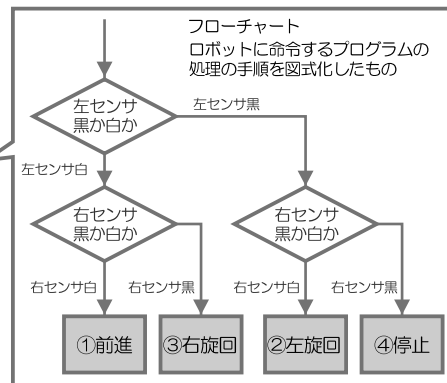 フローチャート
ロボットに命令するプログラムの
処理の手順を図式化したもの
左センサ
黒か白か
左センサ黒
左センサ白
右センサ
黒か白か
右センサ
黒か白か
右センサ白
右センサ黒
右センサ白
右センサ黒
①前進
③右旋回
②左旋回
④停止